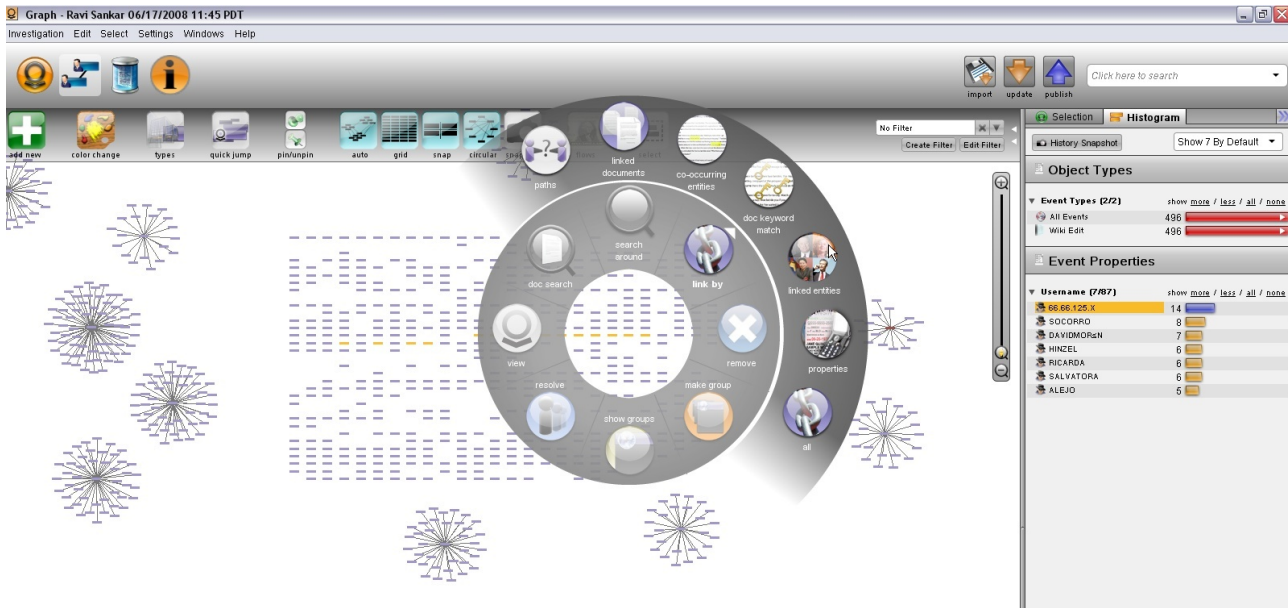 Graph - Ravi Sankar 06/17/2008 11:45 PDT
Investigation Edit Select Settings Windows Help
import update publish
Click here to search
add new color change types quick jump pin/unpin auto grid snap circular
No Filter
Create Filter Edit Filter
paths
linked
documents
co-occurring
entities
doc keyword
match
linked entities
properties
all
search
around
link by
remove
make group
show groups
resolve
view
doc search
Selection Histogram
History Snapshot Show 7 By Default
Object Types
Event Types (2/2) show more / less / all / none
All Events 496
Wiki Edit 496
Event Properties
Username (7/87) show more / less / all / none
66.66.125.X 14
SOCORRO 8
7
HINZEL 6
RICARDA 6
SALVATORA 6
ALEJO 5